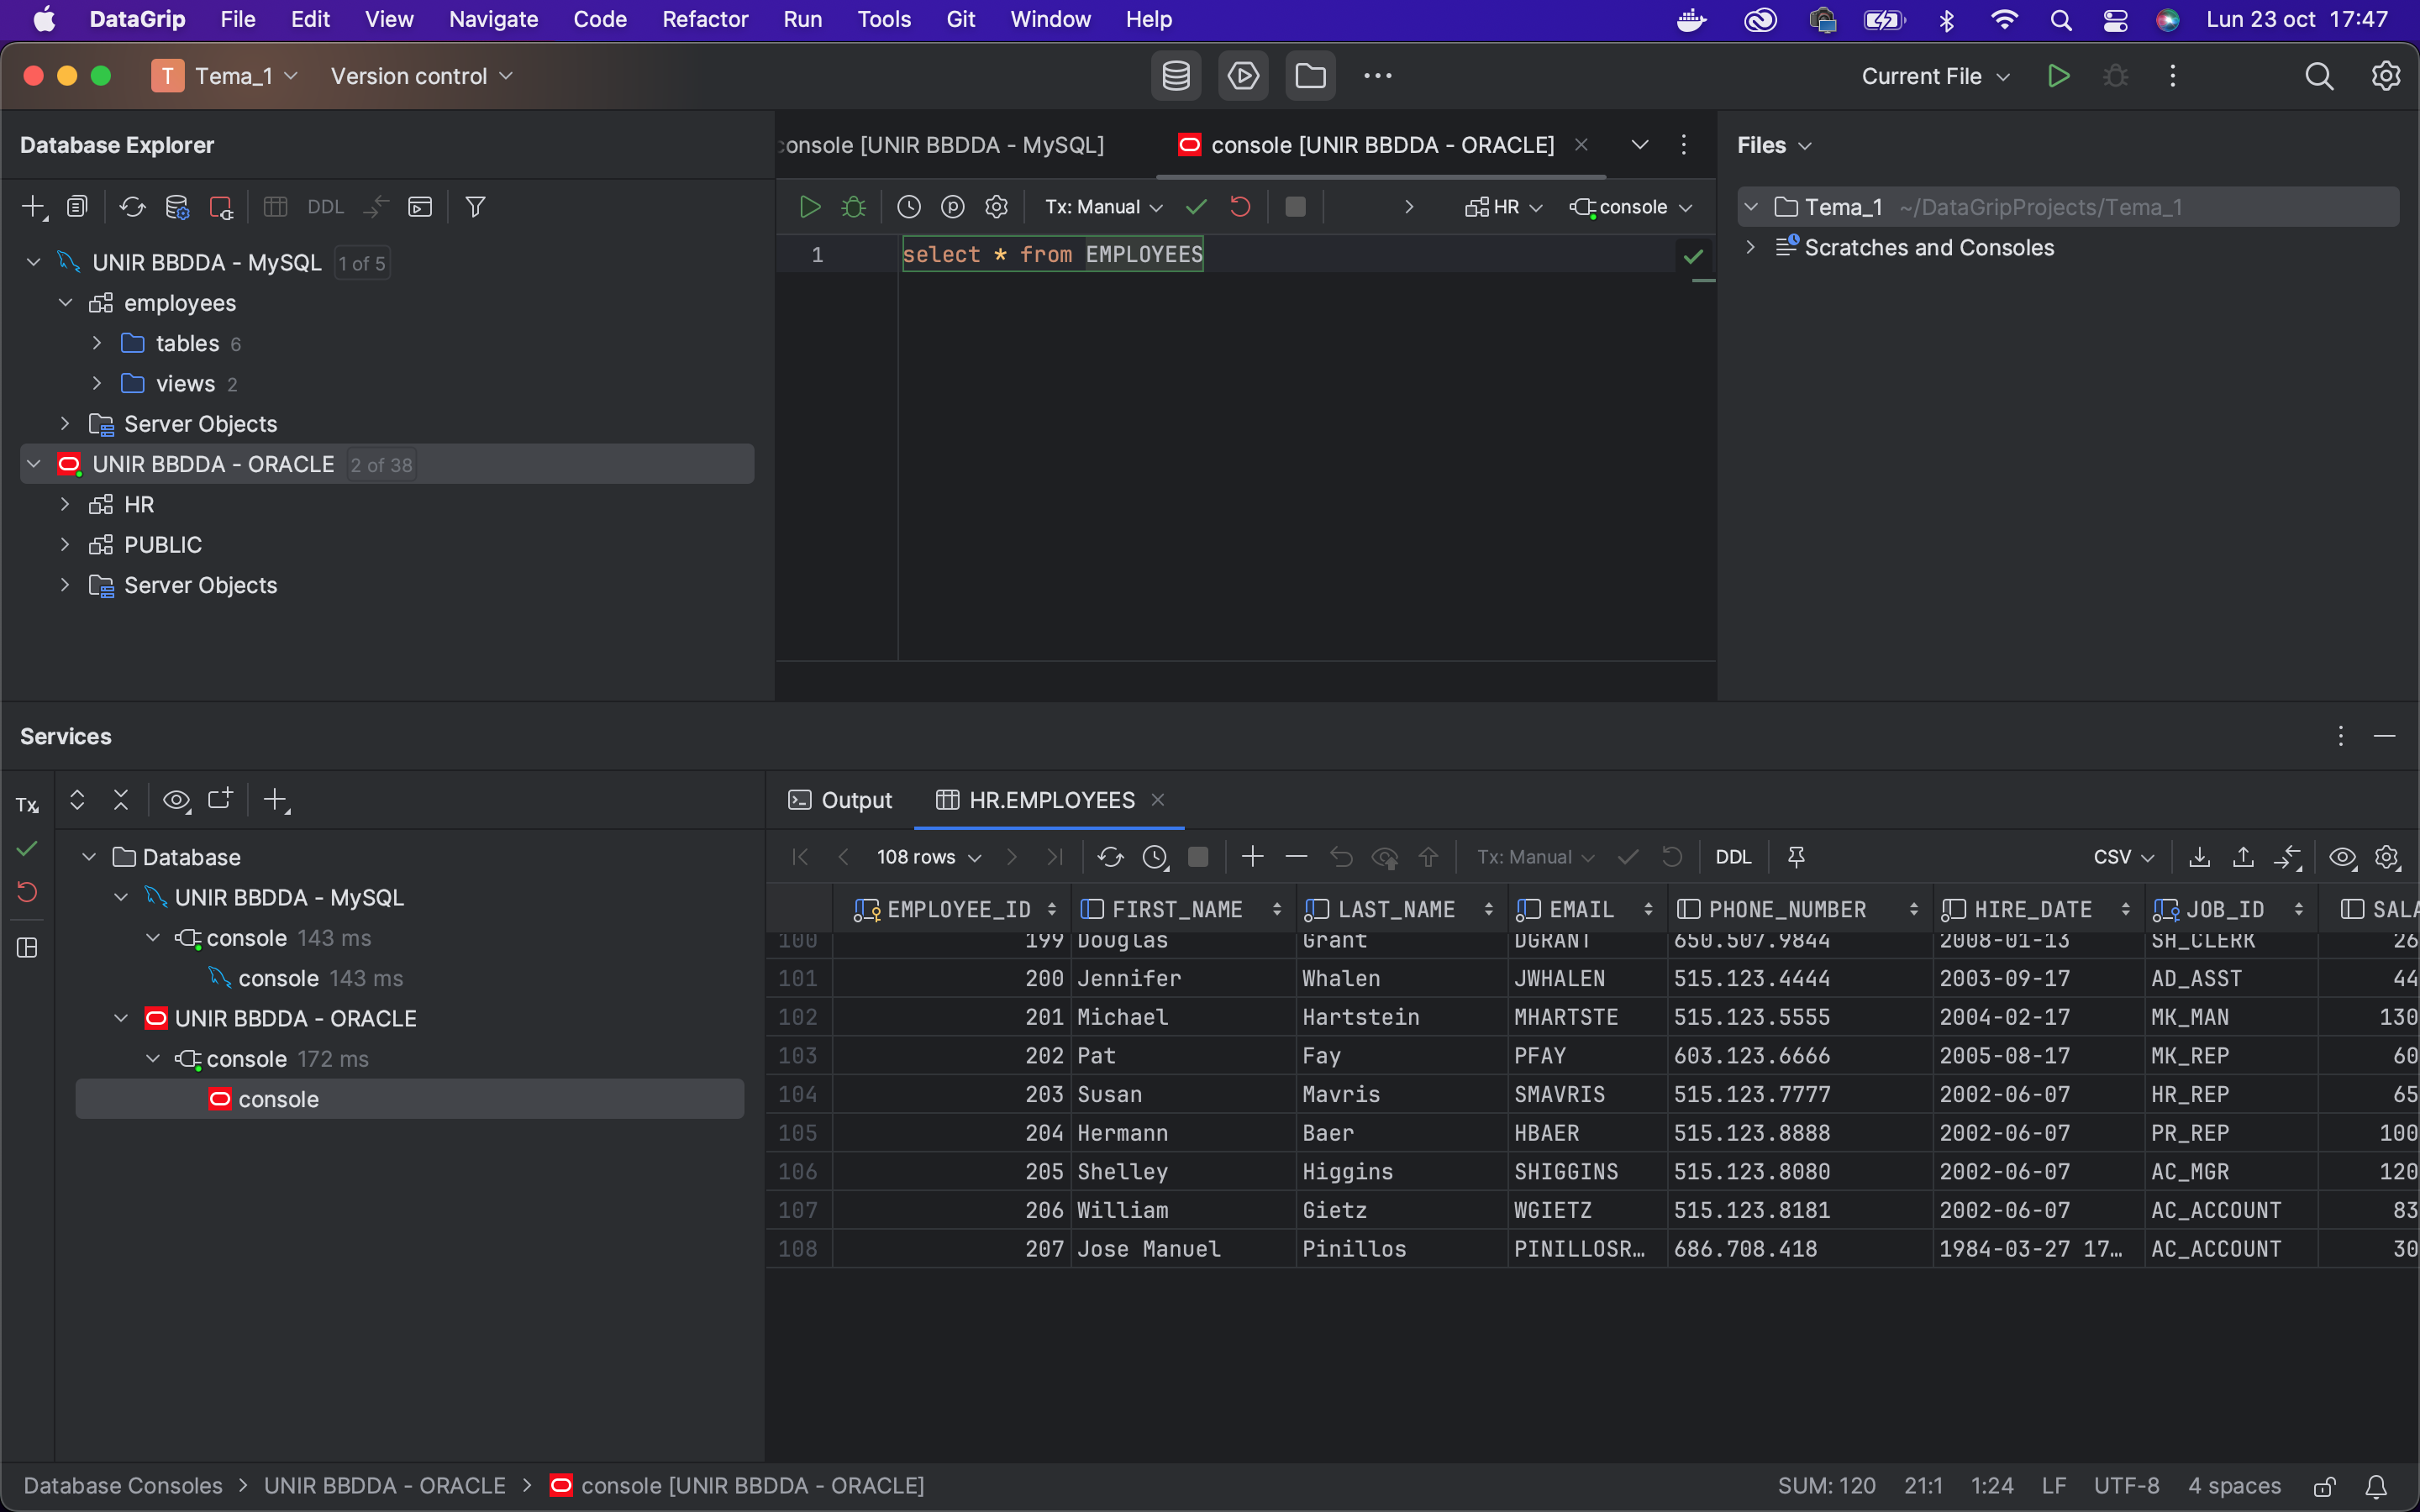 DataGrip File Edit View Navigate Code Refactor Run Tools Git Window Help Lun 23 oct 17:47
T Tema_1 Version control Current File
Database Explorer
DDL
UNIR BBDDA - MySQL 1 of 5
employees
tables 6
views 2
Server Objects
UNIR BBDDA - ORACLE 2 of 38
HR
PUBLIC
Server Objects
console [UNIR BBDDA - MySQL] console [UNIR BBDDA - ORACLE]
Tx: Manual HR console
1 select * from EMPLOYEES
Files
Tema_1 ~/DataGripProjects/Tema_1
Scratches and Consoles
Services
Tx
Database
UNIR BBDDA - MySQL
console 143 ms
console 143 ms
UNIR BBDDA - ORACLE
console 172 ms
console
Output HR.EMPLOYEES
108 rows Tx: Manual DDL CSV
EMPLOYEE_ID FIRST_NAME LAST_NAME EMAIL PHONE_NUMBER HIRE_DATE JOB_ID SALA
100 199 Douglas Grant DGRANT 650.507.9844 2008-01-13 SH_CLERK 26
101 200 Jennifer Whalen JWHALEN 515.123.4444 2003-09-17 AD_ASST 44
102 201 Michael Hartstein MHARTSTE 515.123.5555 2004-02-17 MK_MAN 130
103 202 Pat Fay PFAY 603.123.6666 2005-08-17 MK_REP 60
104 203 Susan Mavris SMAVRIS 515.123.7777 2002-06-07 HR_REP 65
105 204 Hermann Baer HBAER 515.123.8888 2002-06-07 PR_REP 100
106 205 Shelley Higgins SHIGGINS 515.123.8080 2002-06-07 AC_MGR 120
107 206 William Gietz WGIETZ 515.123.8181 2002-06-07 AC_ACCOUNT 83
108 207 Jose Manuel Pinillos PINILLOSR… 686.708.418 1984-03-27 17… AC_ACCOUNT 30
Database Consoles > UNIR BBDDA - ORACLE > console [UNIR BBDDA - ORACLE] SUM: 120 21:1 1:24 LF UTF-8 4 spaces